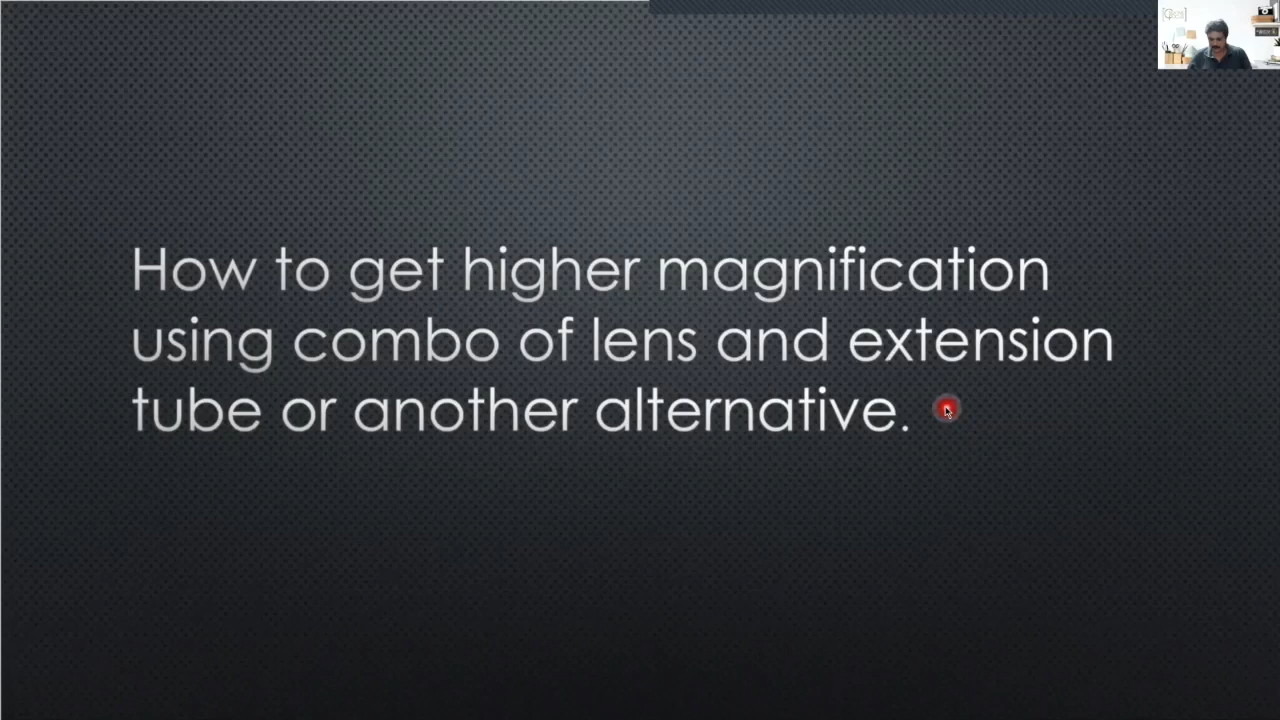 How to get higher magnification
using combo of lens and extension
tube or another alternative.